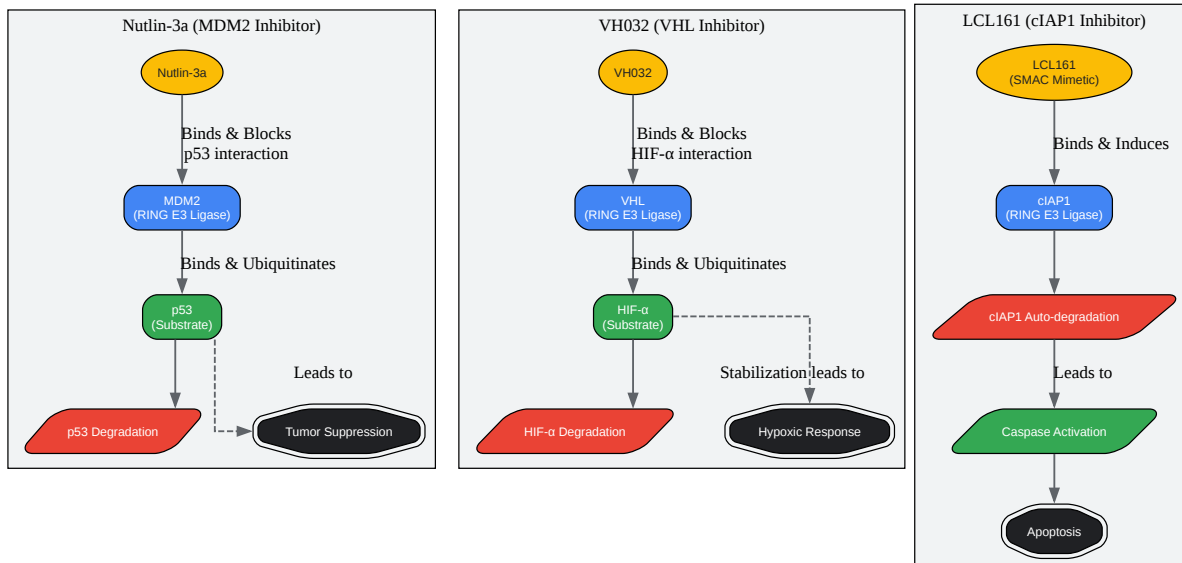 Nutlin-3a (MDM2 Inhibitor)
Nutlin-3a
Binds & Blocks
p53 interaction
MDM2
(RING E3 Ligase)
Binds & Ubiquitinates
p53
(Substrate)
Leads to
p53 Degradation
Tumor Suppression
VH032 (VHL Inhibitor)
VH032
Binds & Blocks
HIF-α interaction
VHL
(RING E3 Ligase)
Binds & Ubiquitinates
HIF-α
(Substrate)
Stabilization leads to
HIF-α Degradation
Hypoxic Response
LCL161 (cIAP1 Inhibitor)
LCL161
(SMAC Mimetic)
Binds & Induces
cIAP1
(RING E3 Ligase)
cIAP1 Auto-degradation
Leads to
Caspase Activation
Apoptosis